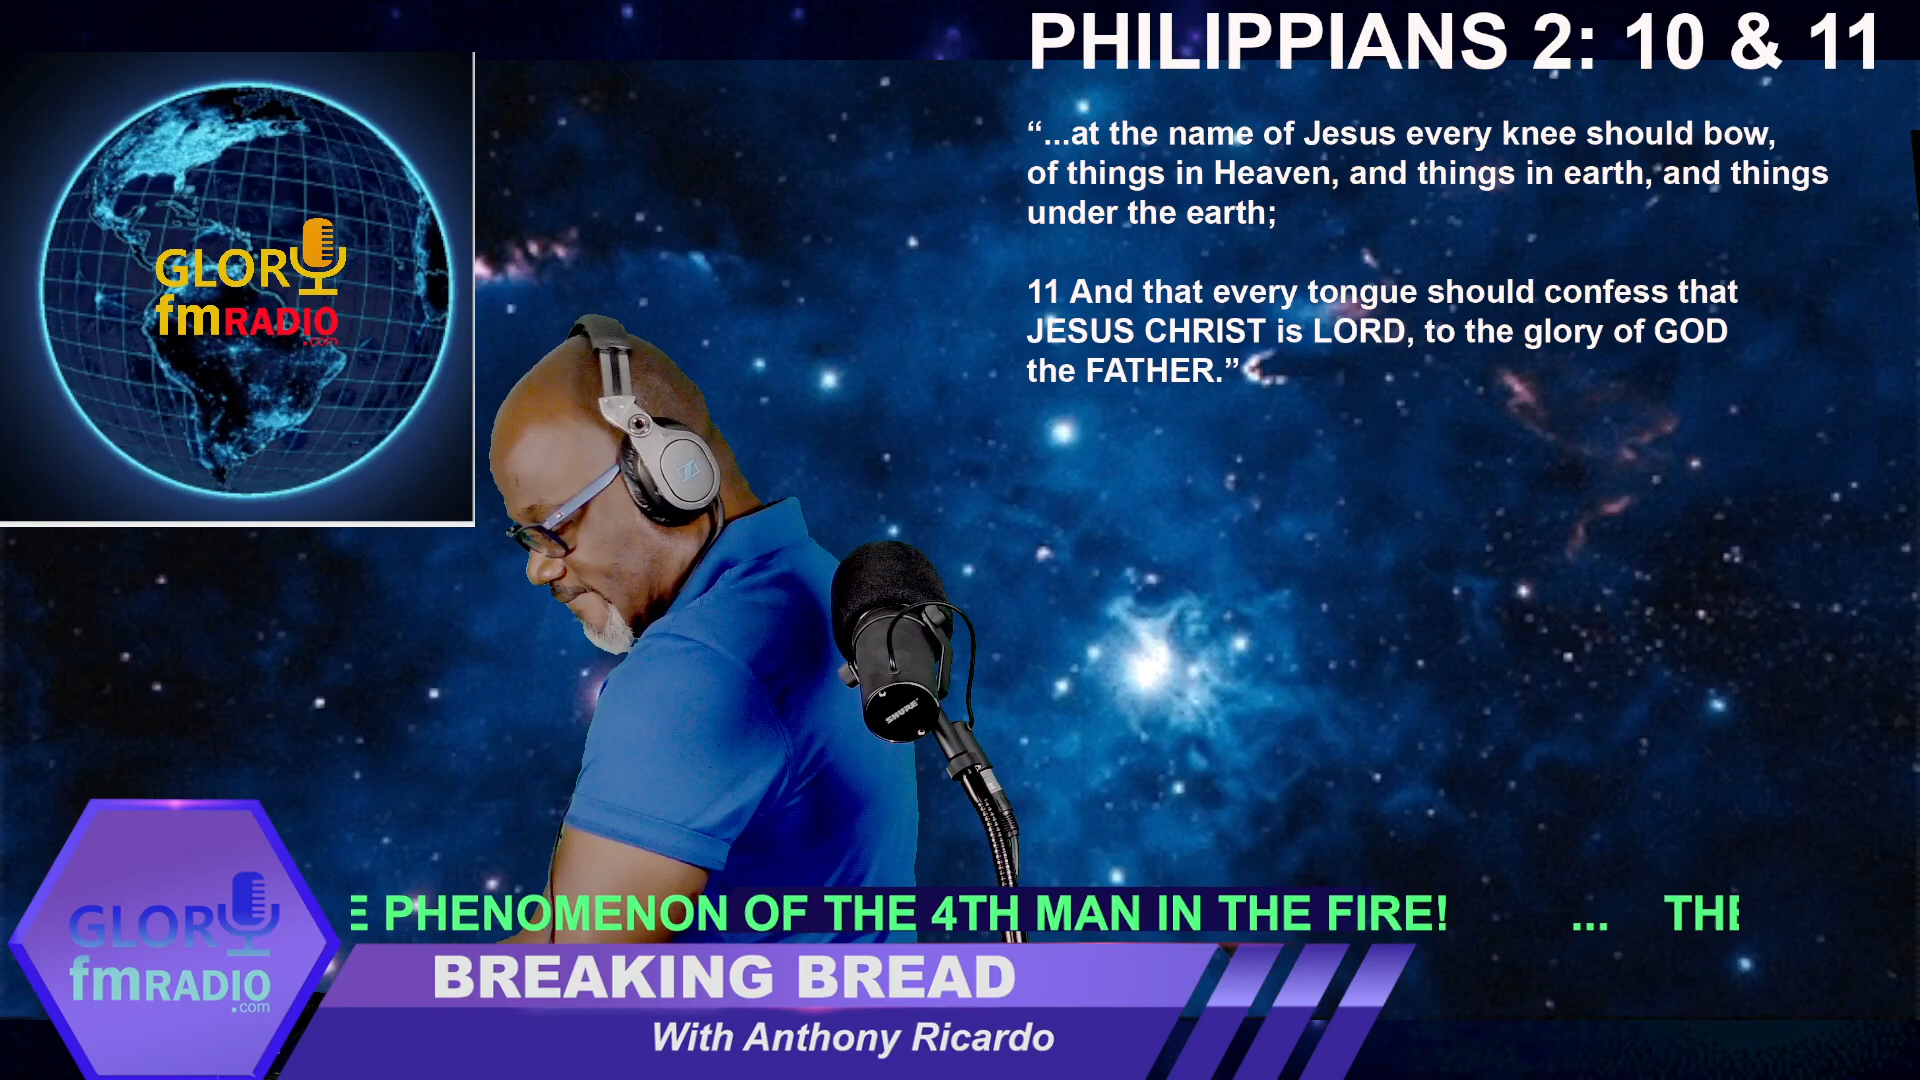 PHILIPPIANS 2: 10 & 11
“...at the name of Jesus every knee should bow,
of things in Heaven, and things in earth, and things
under the earth;
11 And that every tongue should confess that
JESUS CHRIST is LORD, to the glory of GOD
the FATHER.”
GLORY
fmRADIO
.com
SHURE
E PHENOMENON OF THE 4TH MAN IN THE FIRE! ... THE
GLORY
fmRADIO
.com
BREAKING BREAD
With Anthony Ricardo